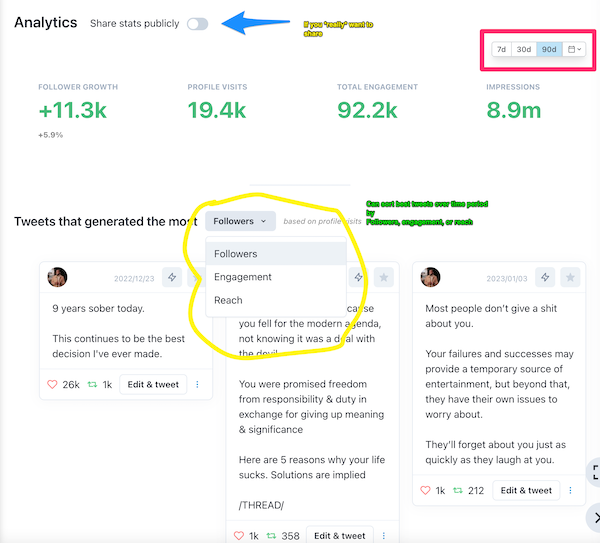 Analytics
Share stats publicly
If you *really* want to
share
7d 30d 90d
FOLLOWER GROWTH
+11.3k
+5.9%
PROFILE VISITS
19.4k
TOTAL ENGAGEMENT
92.2k
IMPRESSIONS
8.9m
Tweets that generated the most
Followers
based on profile visits
Can sort best tweets over time period
by
Followers, engagement, or reach
Followers
Engagement
Reach
2022/12/23
9 years sober today.
This continues to be the best
decision I've ever made.
26k 1k Edit & tweet
cause
you fell for the modern agenda,
not knowing it was a deal with
the devil
You were promised freedom
from responsibility & duty in
exchange for giving up meaning
& significance
Here are 5 reasons why your life
sucks. Solutions are implied
/THREAD/
1k 358 Edit & tweet
2023/01/03
Most people don't give a shit
about you.
Your failures and successes may
provide a temporary source of
entertainment, but beyond that,
they have their own issues to
worry about.
They'll forget about you just as
quickly as they laugh at you.
1k 212 Edit & tweet